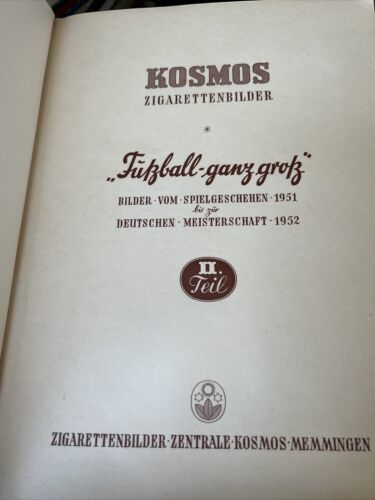 KOSMOS
ZIGARETTENBILDER
*
„Fußball-ganz groß"
BILDER·VOM·SPIELGESCHEHEN·1951
bis zur
DEUTSCHEN·MEISTERSCHAFT·1952
II.
Teil
ZIGARETTENBILDER·ZENTRALE·KOSMOS·MEMMINGEN